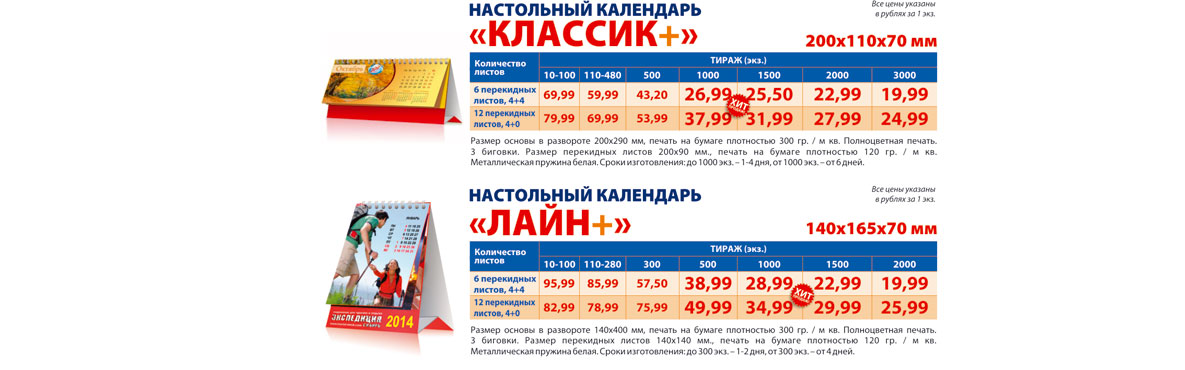 НАСТОЛЬНЫЙ КАЛЕНДАРЬ
«КЛАССИК+»
Все цены указаны
в рублях за 1 экз.
200х110х70 мм
Количество листов ТИРАЖ (экз.)
10-100 110-480 500 1000 1500 2000 3000
6 перекидных листов, 4+4 69,99 59,99 43,20 26,99 25,50 22,99 19,99
ХИТ
12 перекидных листов, 4+0 79,99 69,99 53,99 37,99 31,99 27,99 24,99
Размер основы в развороте 200х290 мм, печать на бумаге плотностью 300 гр. / м кв. Полноцветная печать.
3 биговки. Размер перекидных листов 200х90 мм., печать на бумаге плотностью 120 гр. / м кв.
Металлическая пружина белая. Сроки изготовления: до 1000 экз. – 1-4 дня, от 1000 экз. – от 6 дней.
Октябрь
НАСТОЛЬНЫЙ КАЛЕНДАРЬ
«ЛАЙН+»
Все цены указаны
в рублях за 1 экз.
140х165х70 мм
Количество листов ТИРАЖ (экз.)
10-100 110-280 300 500 1000 1500 2000
6 перекидных листов, 4+4 95,99 85,99 57,50 38,99 28,99 22,99 19,99
ХИТ
12 перекидных листов, 4+0 82,99 78,99 75,99 49,99 34,99 29,99 25,99
Размер основы в развороте 140х400 мм, печать на бумаге плотностью 300 гр. / м кв. Полноцветная печать.
3 биговки. Размер перекидных листов 140х140 мм., печать на бумаге плотностью 120 гр. / м кв.
Металлическая пружина белая. Сроки изготовления: до 300 экз. – 1-2 дня, от 300 экз. – от 4 дней.
ЯНВАРЬ
ЭКСПЕДИЦИЯ
2014